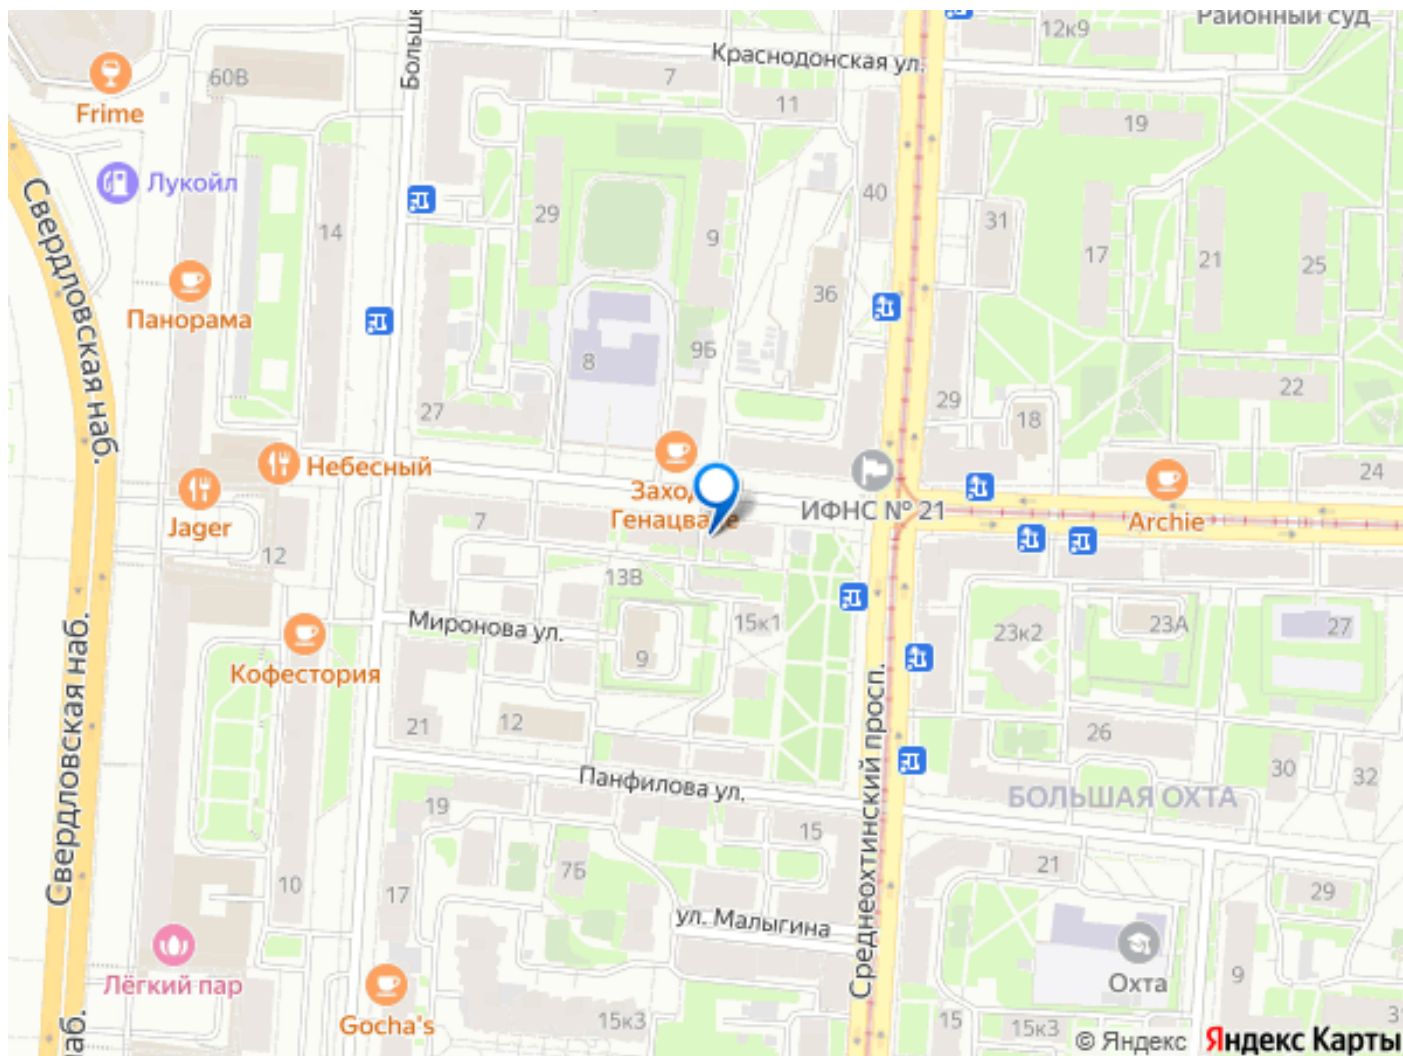 Районный суд
12к9
Краснодонская ул.
Больше
7
60В
11
19
Frime
Лукойл
40
29
31
14
9
17
21
25
36
Панорама
9Б
8
22
29
27
18
Небесный
24
Заход
Генацвале
ИФНС № 21
Archie
Jager
7
12
13В
Миронова ул.
15к1
23к2
23А
27
9
Кофестория
12
21
26
30
32
Панфилова ул.
БОЛЬШАЯ ОХТА
19
15
21
7Б
10
17
29
ул. Малыгина
Свердловская наб.
Свердловская наб.
Среднеохтинский просп.
Лёгкий пар
Охта
9
Gocha's
15к3
15
15к3
наб.
© Яндекс
Яндекс Карты